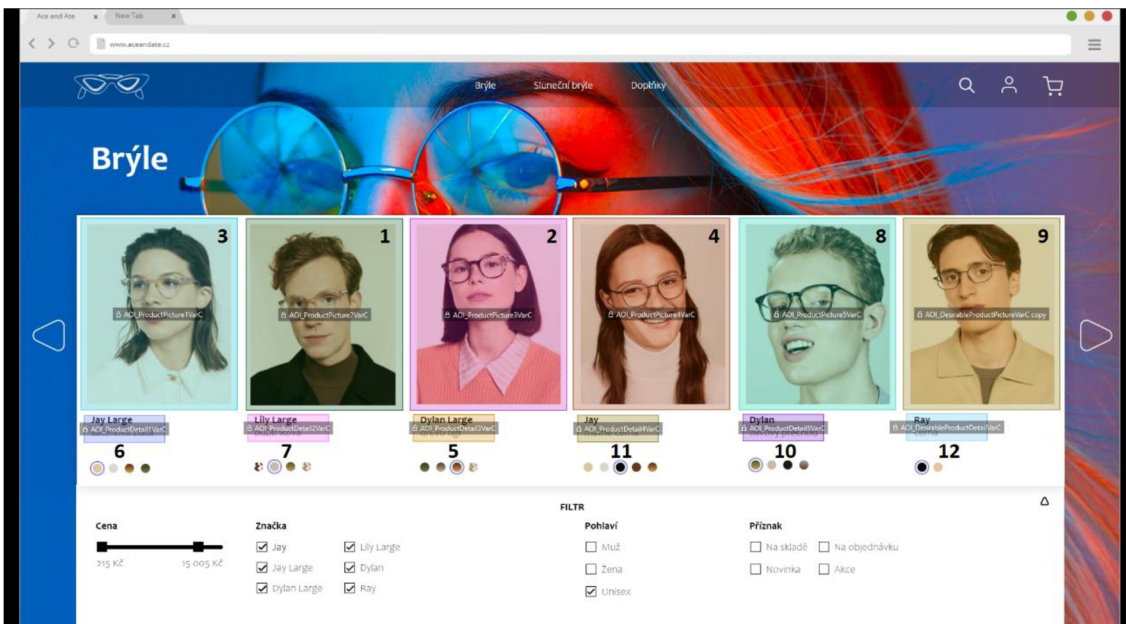 Ace and Ate x New Tab x
www.aceandate.cz
Brýle Sluneční brýle Doplňky
Brýle
3 1 2 4 8 9
AOI_ProductPicture1VarC AOI_ProductPicture2VarC AOI_ProductPicture3VarC AOI_ProductPicture4VarC AOI_ProductPicture5VarC AOI_DesirableProductPictureVarC copy
Jay Large Lily Large Dylan Large Jay Dylan Ray
AOI_ProductDetail1VarC AOI_ProductDetail2VarC AOI_ProductDetail3VarC AOI_ProductDetail4VarC AOI_ProductDetail5VarC AOI_DesirableProductDetailVarC
6 7 5 11 10 12
FILTR
Cena Značka Pohlaví Příznak
Jay Lily Large Muž Na skladě Na objednávku
215 Kč 15 005 Kč
Jay Large Dylan Žena Novinka Akce
Dylan Large Ray Unisex